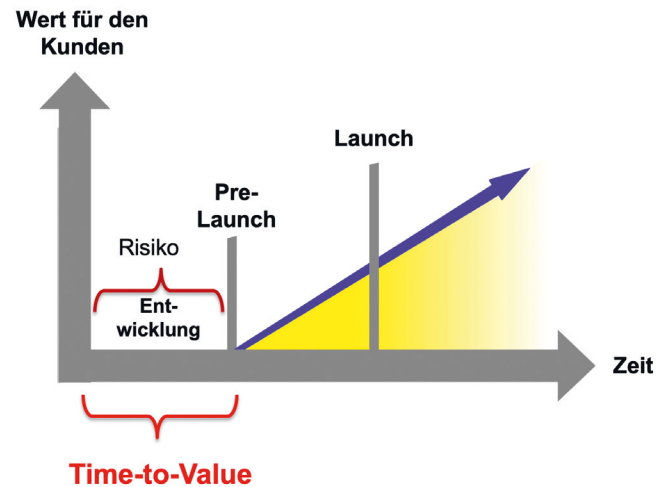 Wert für den
Kunden
Launch
Pre-
Launch
Risiko
Ent-
wicklung
Zeit
Time-to-Value